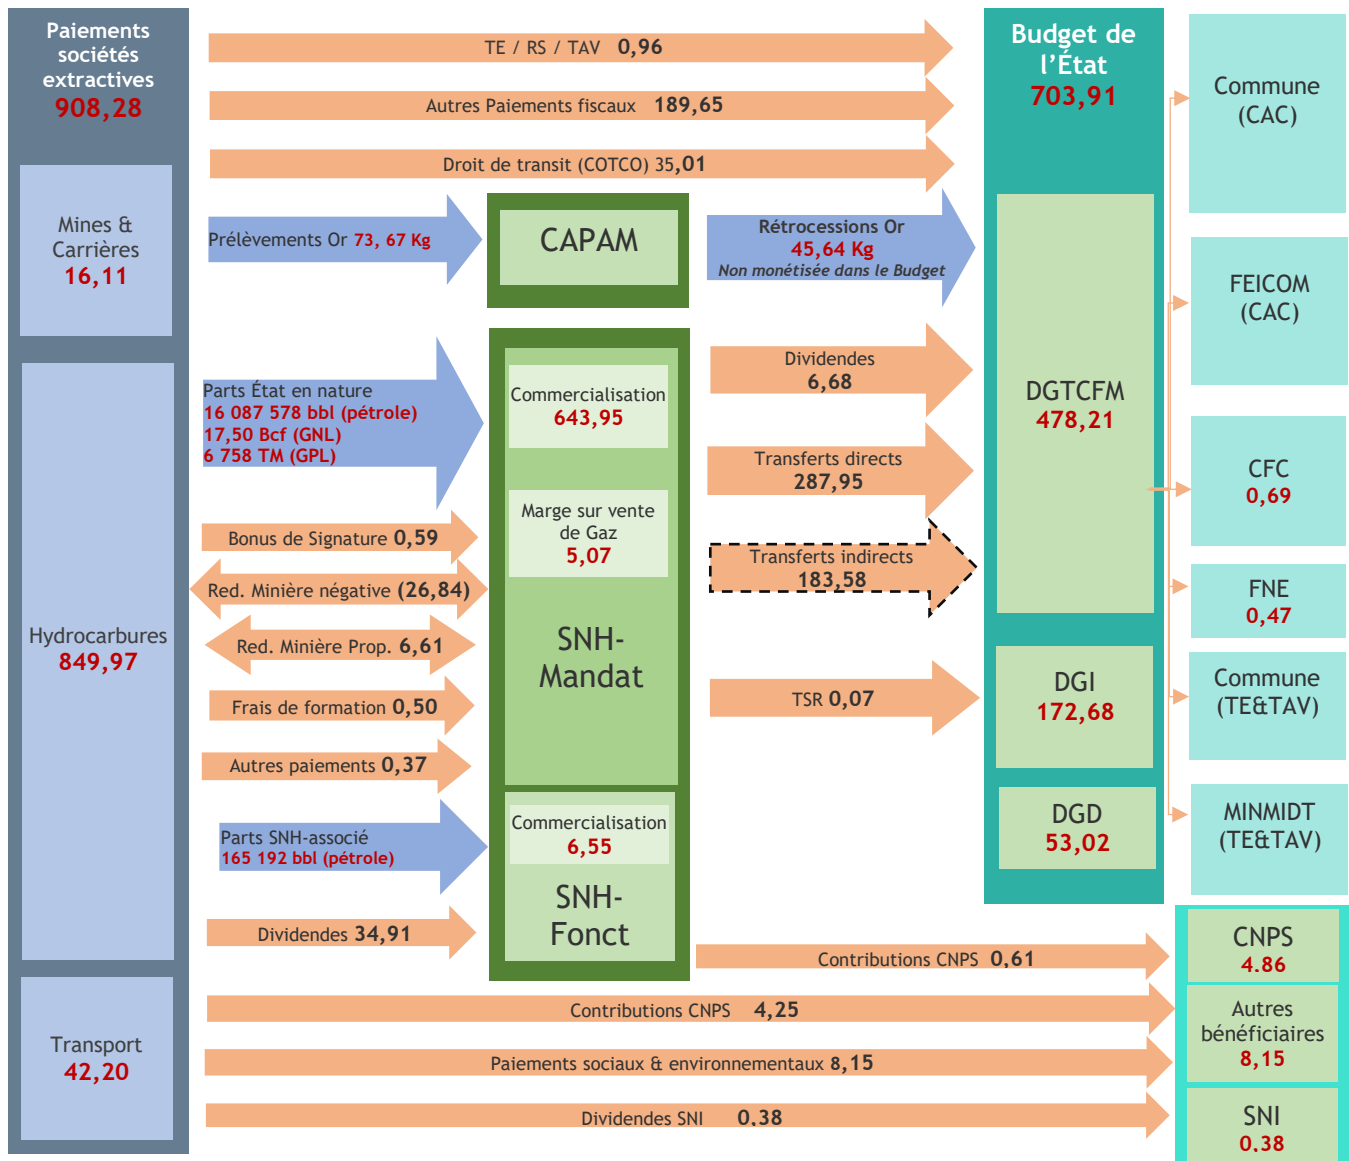 Paiements
sociétés
extractives
908,28
Mines &
Carrières
16,11
Hydrocarbures
849,97
Transport
42,20
TE / RS / TAV 0,96
Autres Paiements fiscaux 189,65
Droit de transit (COTCO) 35,01
Prélèvements Or 73, 67 Kg
CAPAM
Rétrocessions Or
45,64 Kg
Non monétisée dans le Budget
Parts État en nature
16 087 578 bbl (pétrole)
17,50 Bcf (GNL)
6 758 TM (GPL)
Bonus de Signature 0,59
Red. Minière négative (26,84)
Red. Minière Prop. 6,61
Frais de formation 0,50
Autres paiements 0,37
Parts SNH-associé
165 192 bbl (pétrole)
Dividendes 34,91
Commercialisation
643,95
Marge sur vente
de Gaz
5,07
SNH-
Mandat
Commercialisation
6,55
SNH-
Fonct
Dividendes
6,68
Transferts directs
287,95
Transferts indirects
183,58
TSR 0,07
Contributions CNPS 0,61
Contributions CNPS 4,25
Paiements sociaux & environnementaux 8,15
Dividendes SNI 0,38
Budget de
l'État
703,91
DGTCFM
478,21
DGI
172,68
DGD
53,02
Commune
(CAC)
FEICOM
(CAC)
CFC
0,69
FNE
0,47
Commune
(TE&TAV)
MINMIDT
(TE&TAV)
CNPS
4.86
Autres
bénéficiaires
8,15
SNI
0,38